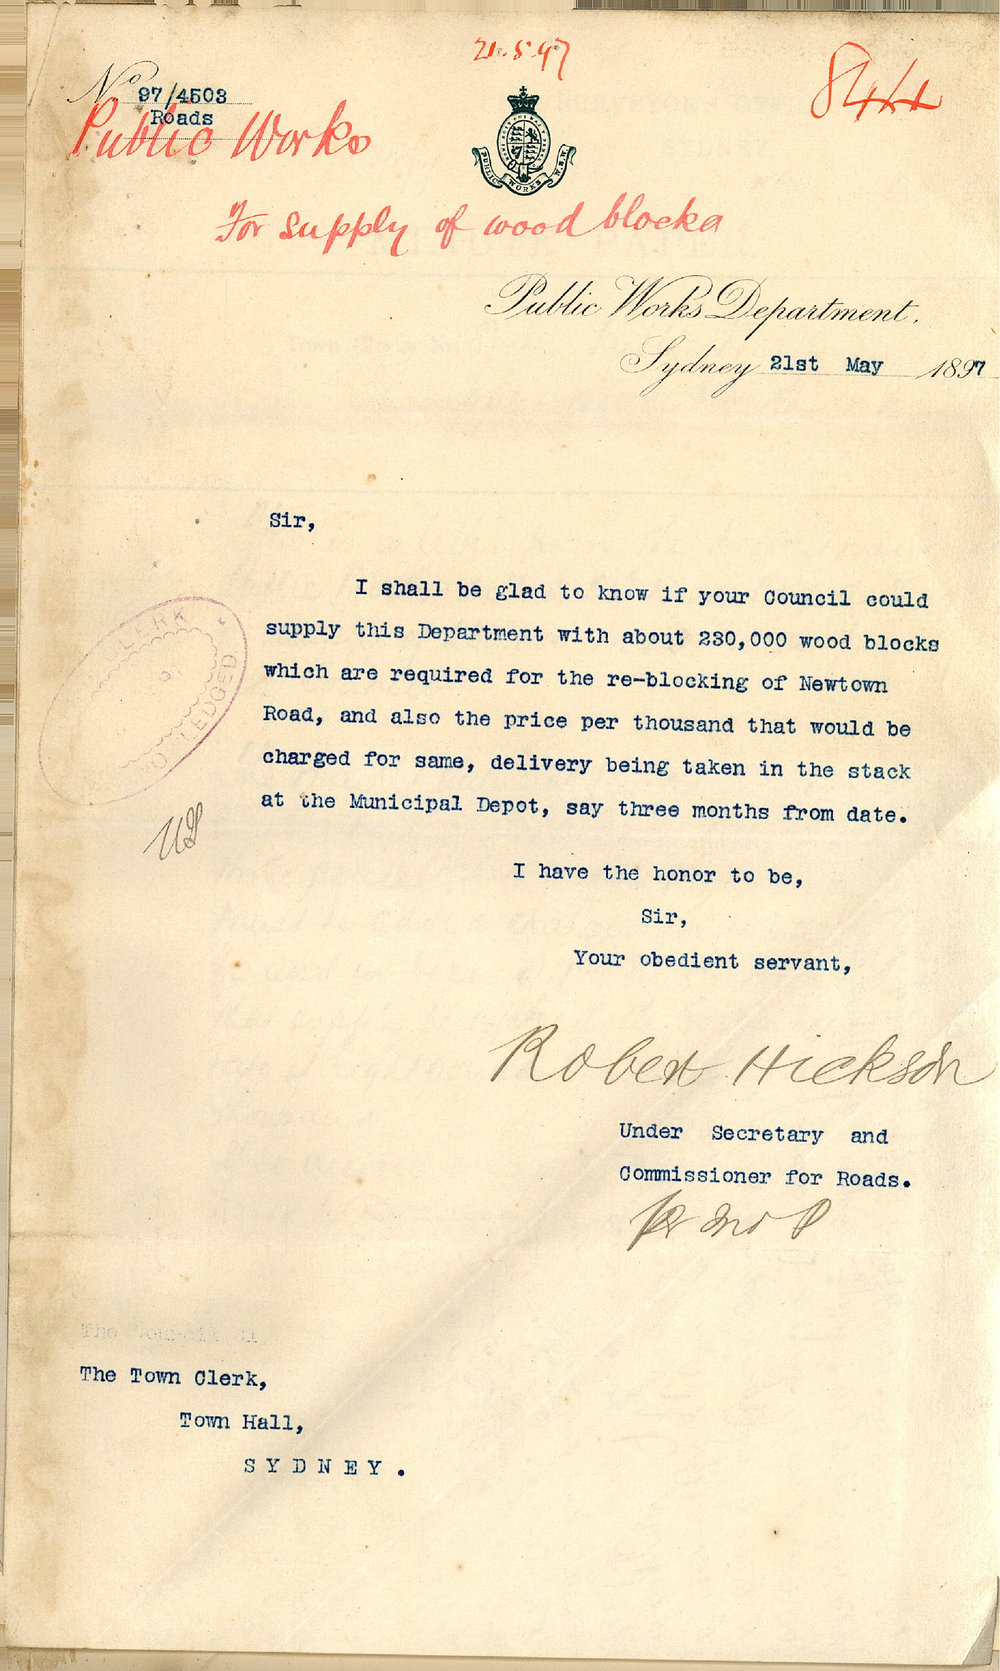 21.5.97
844
No 97/4503
Roads
Public Works
PUBLIC WORKS N.S.W.
For supply of wood blocks
Public Works Department.
Sydney 21st May 1897
Sir,
I shall be glad to know if your Council could
supply this Department with about 230,000 wood blocks
which are required for the re-blocking of Newtown
Road, and also the price per thousand that would be
charged for same, delivery being taken in the stack
at the Municipal Depot, say three months from date.
I have the honor to be,
Sir,
Your obedient servant,
Robert Hickson
Under Secretary and
Commissioner for Roads.
The Town Clerk,
Town Hall,
SYDNEY.